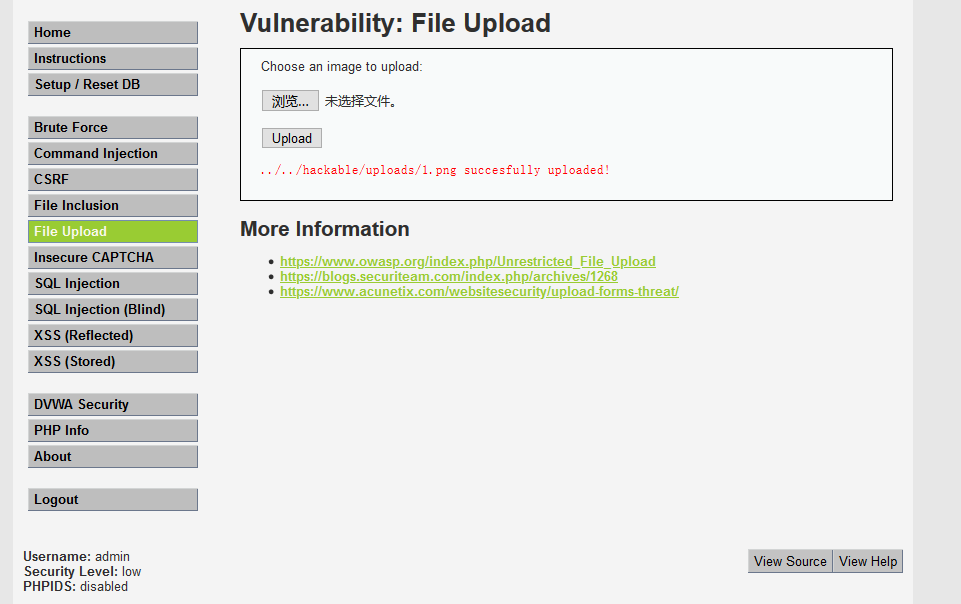 Home
Instructions
Setup / Reset DB
Brute Force
Command Injection
CSRF
File Inclusion
File Upload
Insecure CAPTCHA
SQL Injection
SQL Injection (Blind)
XSS (Reflected)
XSS (Stored)
DVWA Security
PHP Info
About
Logout
Vulnerability: File Upload
Choose an image to upload:
浏览... 未选择文件。
Upload
../../hackable/uploads/1.png succesfully uploaded!
More Information
https://www.owasp.org/index.php/Unrestricted_File_Upload
https://blogs.securiteam.com/index.php/archives/1268
https://www.acunetix.com/websitesecurity/upload-forms-threat/
Username: admin
Security Level: low
PHPIDS: disabled
View Source View Help